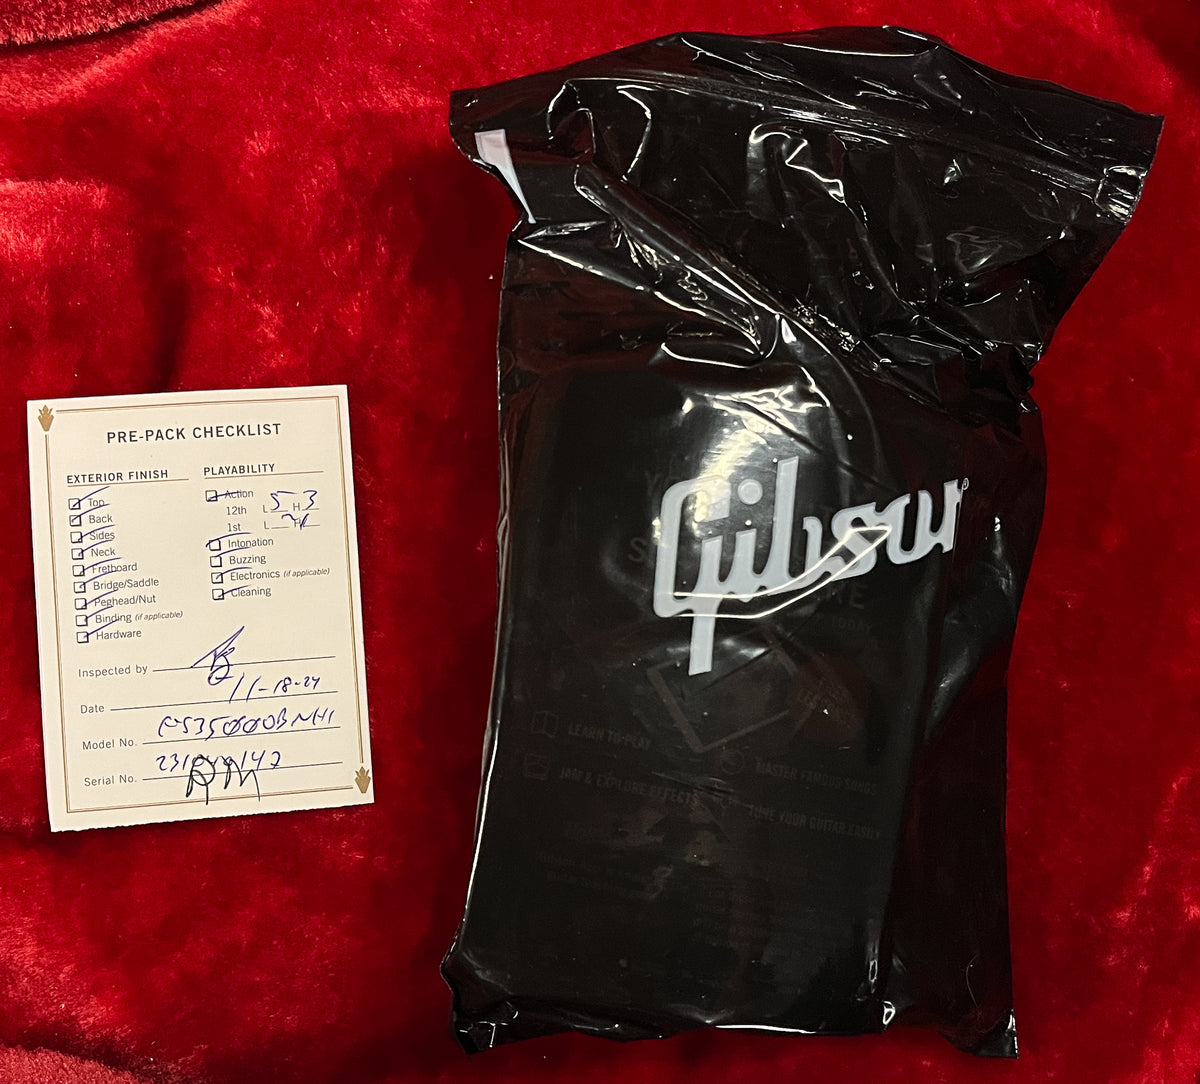 PRE-PACK CHECKLIST
EXTERIOR FINISH
Top
Back
Sides
Neck
Fretboard
Bridge/Saddle
Peghead/Nut
Binding (if applicable)
Hardware
PLAYABILITY
Action
12th L 5 H 3
1st L H
Intonation
Buzzing
Electronics (if applicable)
Cleaning
Inspected by
Date 11-18-24
Model No. ES3500OBNH1
Serial No.
Gibson
LEARN TO PLAY
JAM & EXPLORE EFFECTS
MASTER FAMOUS SONGS
TUNE YOUR GUITAR EASILY